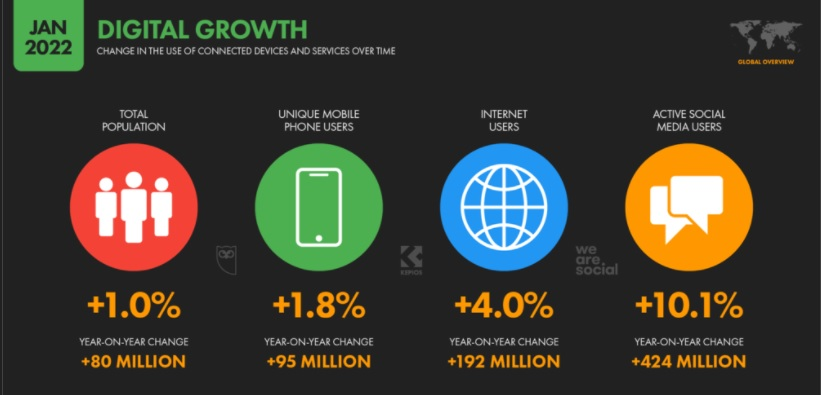 JAN
2022
DIGITAL GROWTH
CHANGE IN THE USE OF CONNECTED DEVICES AND SERVICES OVER TIME
GLOBAL OVERVIEW
TOTAL
POPULATION
UNIQUE MOBILE
PHONE USERS
INTERNET
USERS
ACTIVE SOCIAL
MEDIA USERS
KEPIOS
we
are
social
+1.0%
+1.8%
+4.0%
+10.1%
YEAR-ON-YEAR CHANGE
YEAR-ON-YEAR CHANGE
YEAR-ON-YEAR CHANGE
YEAR-ON-YEAR CHANGE
+80 MILLION
+95 MILLION
+192 MILLION
+424 MILLION